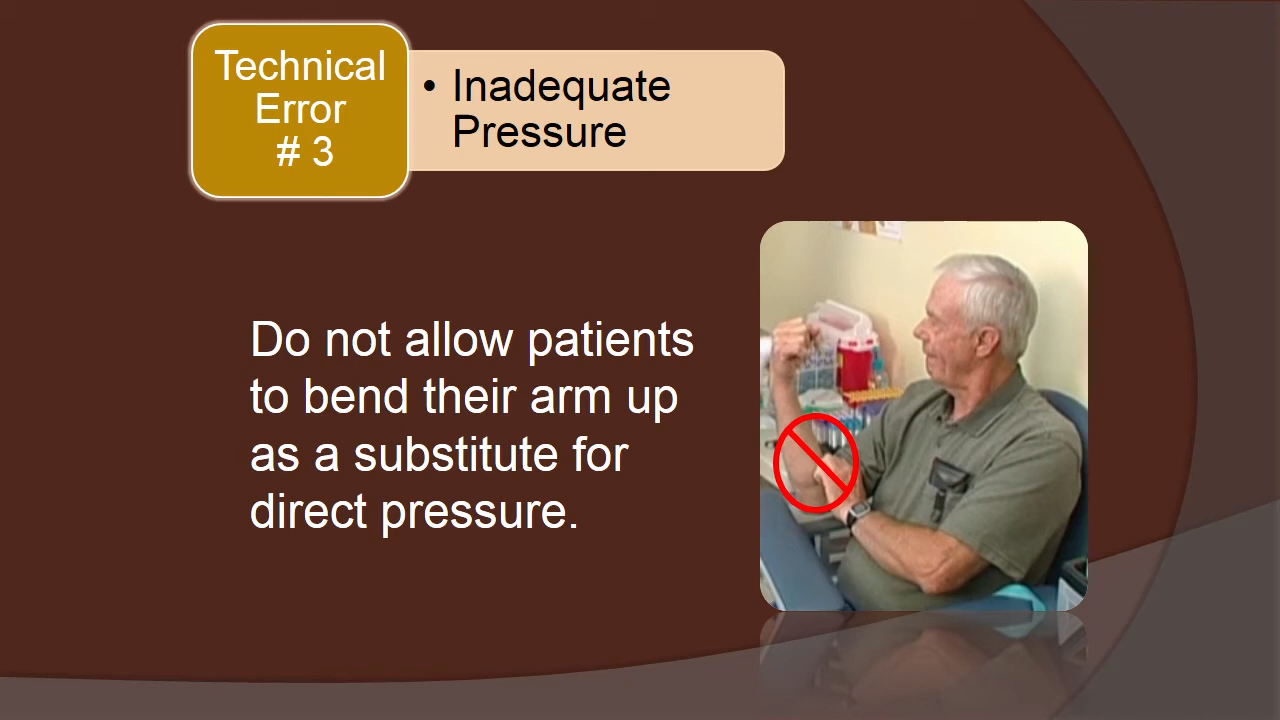 Technical
Error
# 3
• Inadequate
Pressure
Do not allow patients
to bend their arm up
as a substitute for
direct pressure.